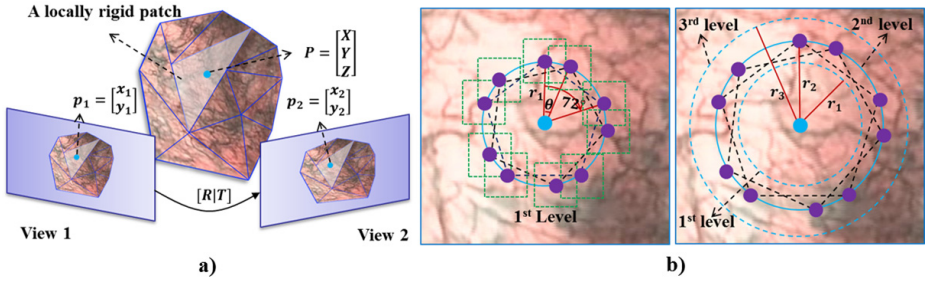 A locally rigid patch
P = [X Y Z]
p₁ = [x₁ y₁]
p₂ = [x₂ y₂]
[R|T]
View 1
View 2
a)
r₁
θ
72°
1ˢᵗ Level
3ʳᵈ level
2ⁿᵈ level
r₃
r₂
r₁
1ˢᵗ level
b)